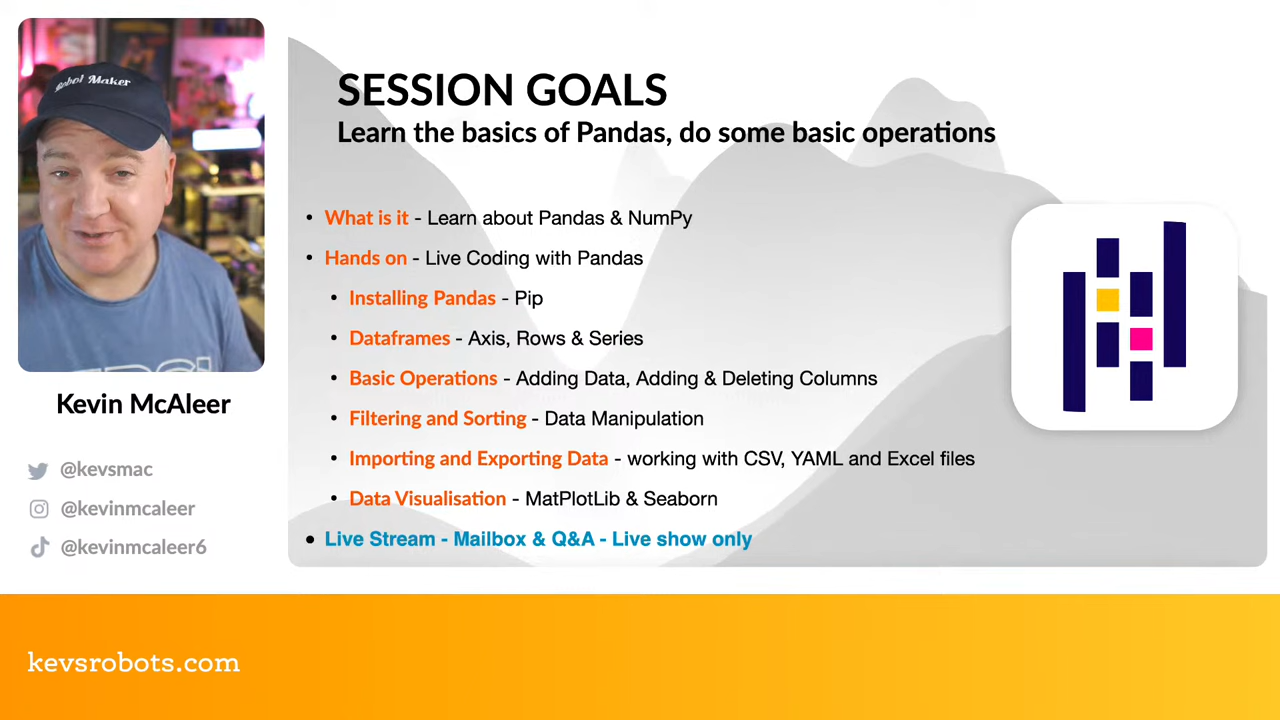 Robot Maker
Kevin McAleer
@kevsmac
@kevinmcaleer
@kevinmcaleer6
SESSION GOALS
Learn the basics of Pandas, do some basic operations
• What is it - Learn about Pandas & NumPy
• Hands on - Live Coding with Pandas
• Installing Pandas - Pip
• Dataframes - Axis, Rows & Series
• Basic Operations - Adding Data, Adding & Deleting Columns
• Filtering and Sorting - Data Manipulation
• Importing and Exporting Data - working with CSV, YAML and Excel files
• Data Visualisation - MatPlotLib & Seaborn
• Live Stream - Mailbox & Q&A - Live show only
kevsrobots.com